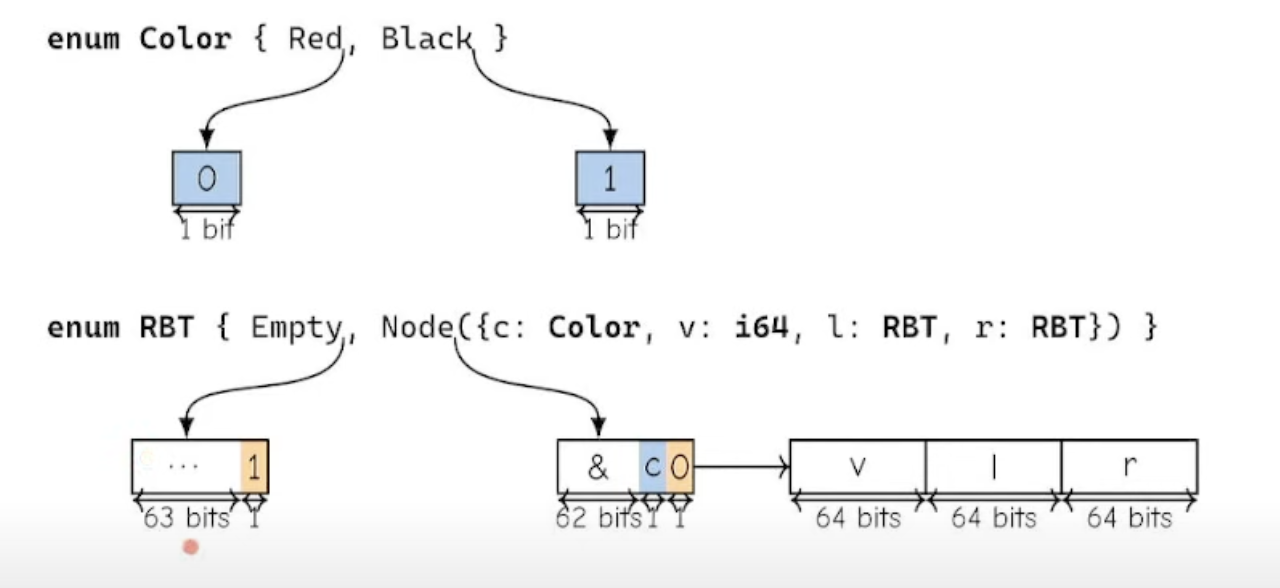 enum Color { Red, Black }
0 1
1 bit 1 bit
enum RBT { Empty, Node({c: Color, v: i64, l: RBT, r: RBT}) }
... 1 & c 0 v l r
63 bits 1 62 bits 1 1 64 bits 64 bits 64 bits